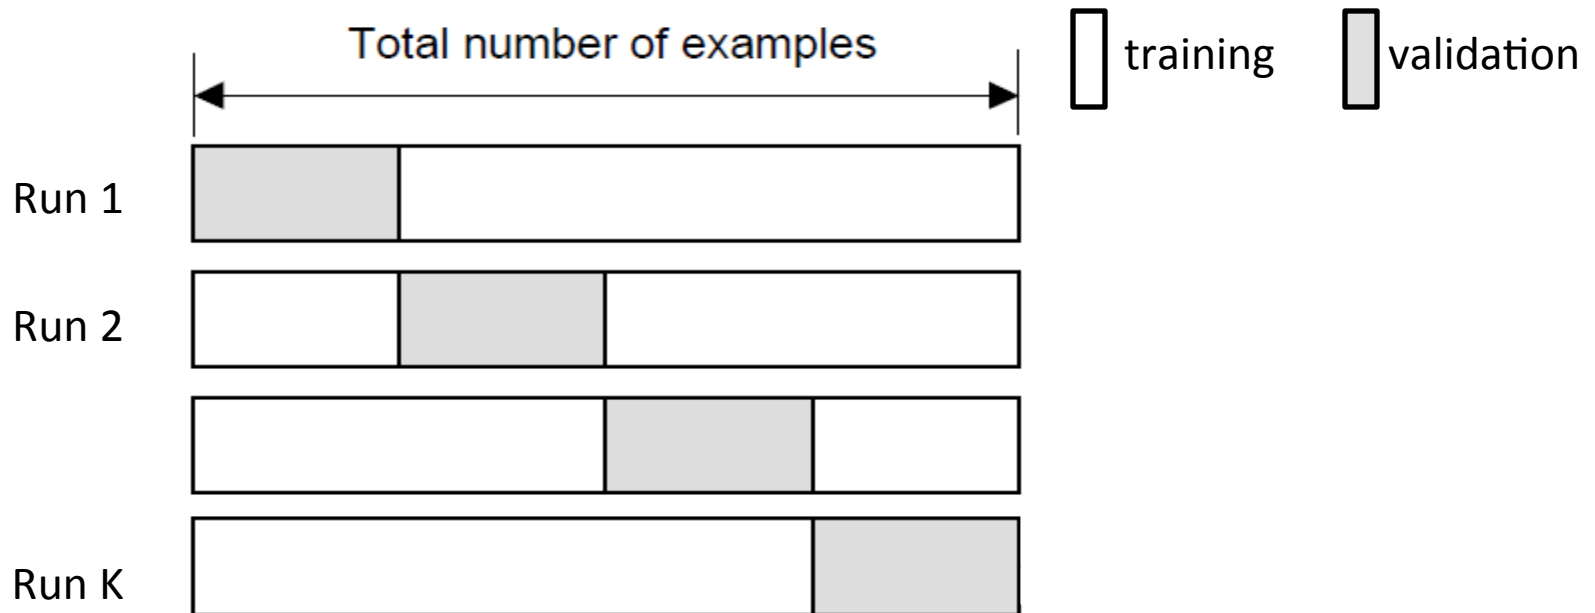 Total number of examples
training
validation
Run 1
Run 2
Run K